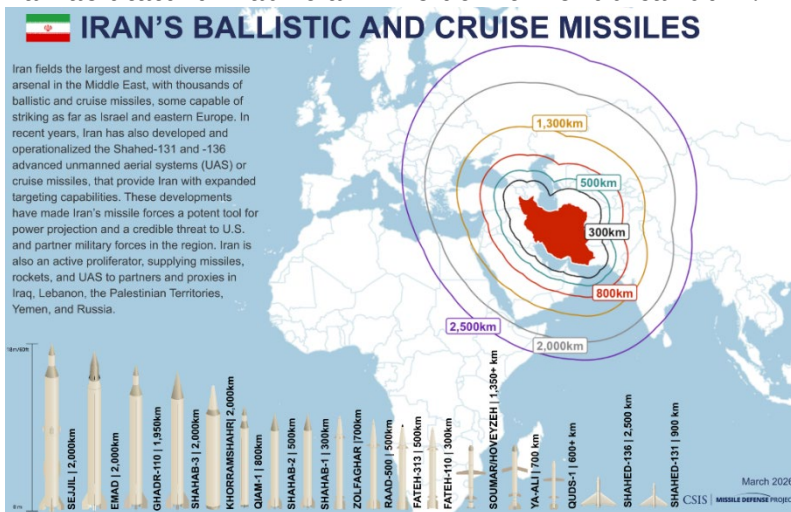 IRAN'S BALLISTIC AND CRUISE MISSILES
Iran fields the largest and most diverse missile
arsenal in the Middle East, with thousands of
ballistic and cruise missiles, some capable of
striking as far as Israel and eastern Europe. In
recent years, Iran has also developed and
operationalized the Shahed-131 and -136
advanced unmanned aerial systems (UAS) or
cruise missiles, that provide Iran with expanded
targeting capabilities. These developments
have made Iran's missile forces a potent tool for
power projection and a credible threat to U.S.
and partner military forces in the region. Iran is
also an active proliferator, supplying missiles,
rockets, and UAS to partners and proxies in
Iraq, Lebanon, the Palestinian Territories,
Yemen, and Russia.
1,300km
500km
300km
800km
2,500km
2,000km
0 m
SEJJIL | 2,000km
EMAD | 2,000km
GHADR-110 | 1,950km
SHAHAB-3 | 2,000km
KHORRAMSHAHR| 2,000km
QIAM-1 | 800km
SHAHAB-2 | 500km
SHAHAB-1 | 300km
ZOLFAGHAR |700km
RAAD-500 | 500km
FATEH-313 | 500km
FATEH-110 | 300km
SOUMAR/HOVEYZEH | 1,350+ km
YA-ALI | 700 km
QUDS-1 | 600+ km
SHAHED-136 | 2,500 km
SHAHED-131 | 900 km
March 2026
CSIS | MISSILE DEFENSE PROJECT